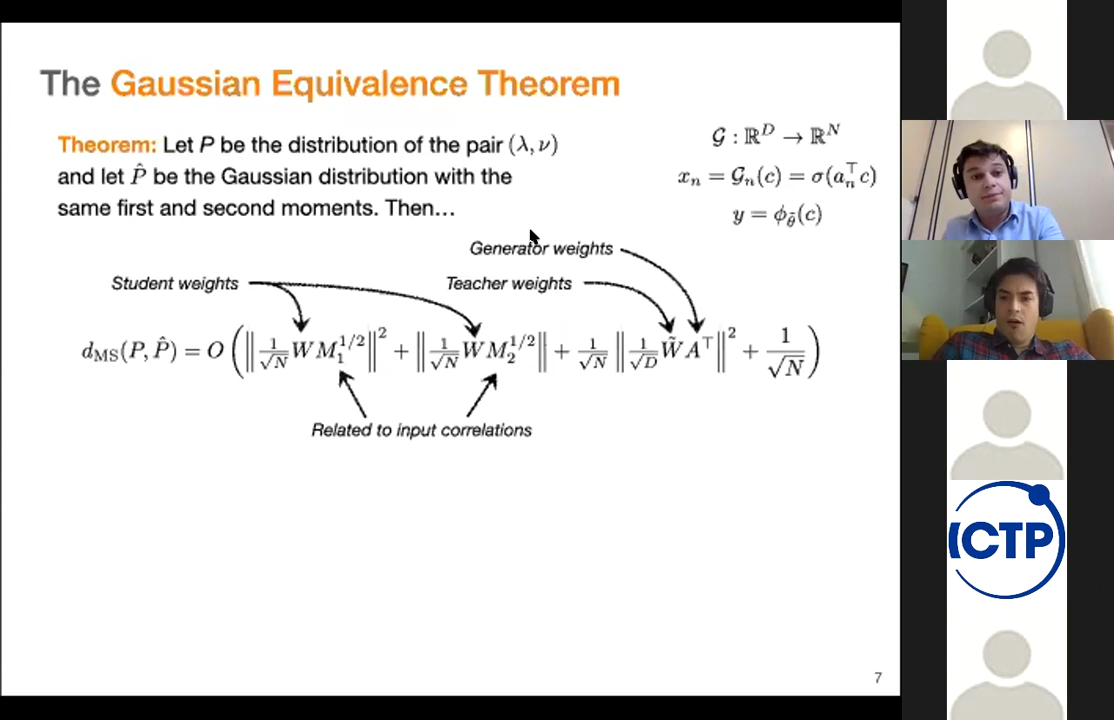 The Gaussian Equivalence Theorem
Theorem: Let P be the distribution of the pair (λ, ν)
and let P̂ be the Gaussian distribution with the
same first and second moments. Then...
𝒢 : ℝ^D → ℝ^N
x_n = 𝒢_n(c) = σ(a_n^⊤ c)
y = ϕ_θ̃(c)
Generator weights
Student weights
Teacher weights
d_MS(P, P̂) = O ( ‖ 1/√N W M_1^{1/2} ‖² + ‖ 1/√N W M_2^{1/2} ‖ + 1/√N ‖ 1/√D W̃ A^⊤ ‖² + 1/√N )
Related to input correlations
7
ICTP